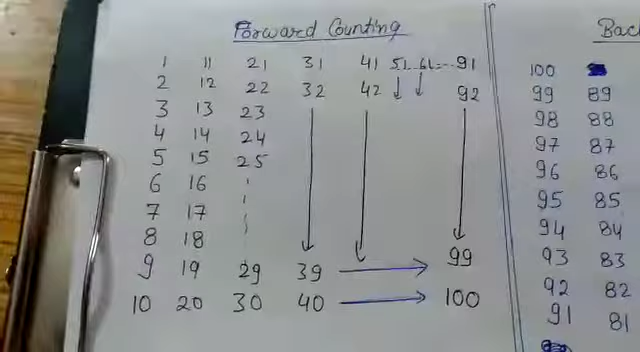 Forward Counting
Bac
1 11 21 31 41 51 61 -- 91
2 12 22 32 42 92
3 13 23
4 14 24
5 15 25
6 16
7 17
8 18
9 19 29 39 99
10 20 30 40 100
100
99 89
98 88
97 87
96 86
95 85
94 84
93 83
92 82
91 81